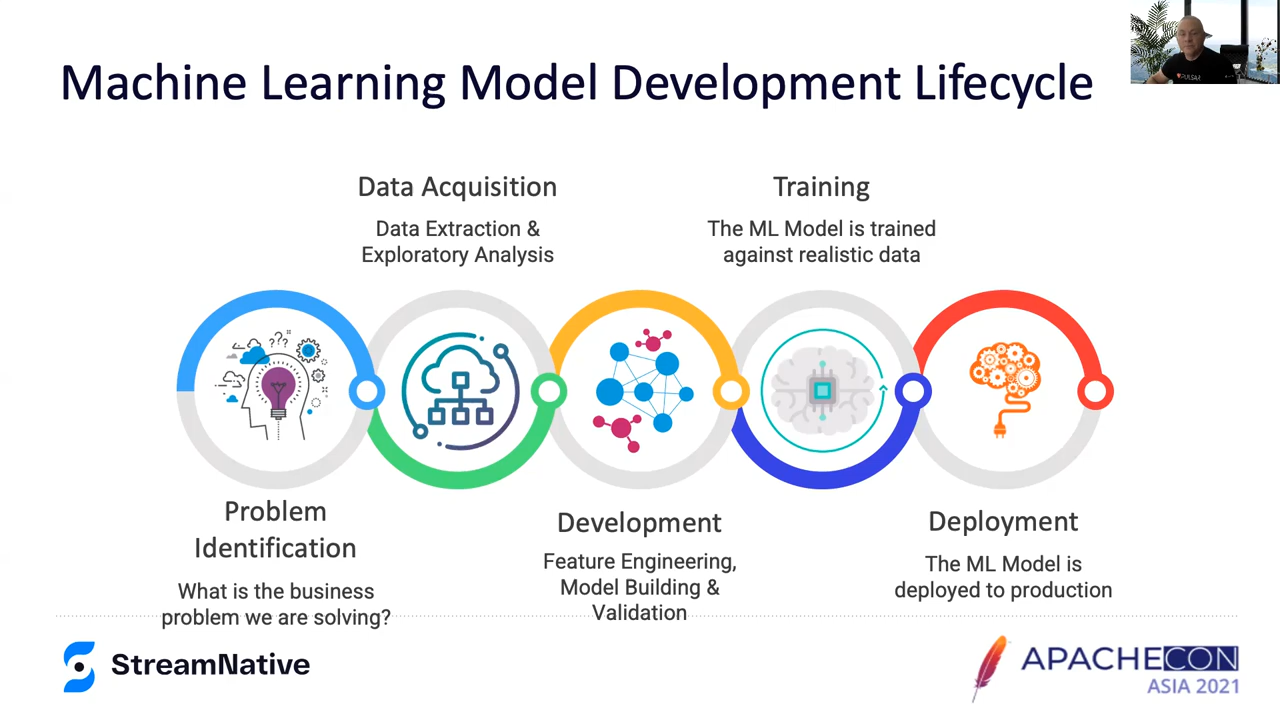 Machine Learning Model Development Lifecycle
PULSAR
Data Acquisition
Data Extraction &
Exploratory Analysis
Training
The ML Model is trained
against realistic data
???
Problem
Identification
What is the business
problem we are solving?
Development
Feature Engineering,
Model Building &
Validation
Deployment
The ML Model is
deployed to production
StreamNative
APACHECON
ASIA 2021